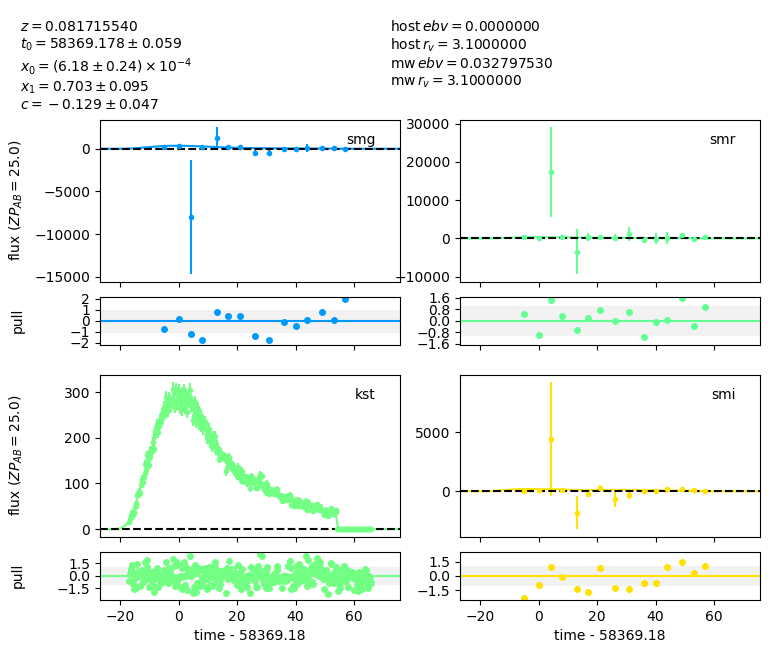 z = 0.081715540
t₀ = 58369.178 ± 0.059
x₀ = (6.18 ± 0.24) × 10⁻⁴
x₁ = 0.703 ± 0.095
c = −0.129 ± 0.047
host ebv = 0.0000000
host r_v = 3.1000000
mw ebv = 0.032797530
mw r_v = 3.1000000
flux (ZP_AB = 25.0)
0
−5000
−10000
−15000
smg
30000
20000
10000
0
−10000
smr
pull
2
1
0
−1
−2
1.6
0.8
0.0
−0.8
−1.6
flux (ZP_AB = 25.0)
300
200
100
0
kst
5000
0
smi
pull
1.5
0.0
−1.5
−20 0 20 40 60
time - 58369.18
1.5
0.0
−1.5
−20 0 20 40 60
time - 58369.18